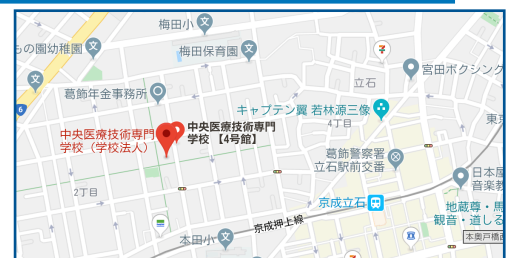 梅田小
もの園幼稚園
梅田保育園
立石
宮田ボクシング
葛飾年金事務所
キャプテン翼 若林源三像
4丁目
6
東京
中央医療技術専門
学校（学校法人）
中央医療技術専門
学校 【4号館】
葛飾警察署
立石駅前交番
日本屋
音楽教
2丁目
京成立石
地蔵尊・馬
観音・道しる
京成押上線
本田小
本奥戸橋西